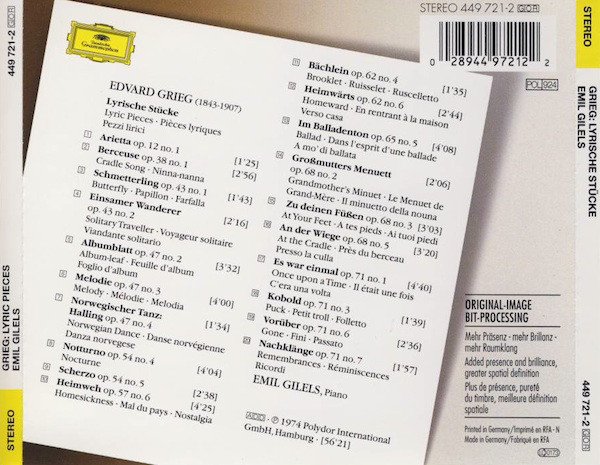 STEREO 449 721-2 GCR
0 28944 97212 2
POL 924
Deutsche
Grammophon
EDVARD GRIEG (1843-1907)
Lyrische Stücke
Lyric Pieces · Pièces lyriques
Pezzi lirici
Arietta op. 12 no. 1 [1'25]
Berceuse op. 38 no. 1 [2'56]
Cradle Song · Ninna-nanna
Schmetterling op. 43 no. 1 [1'43]
Butterfly · Papillon · Farfalla
Einsamer Wanderer
op. 43 no. 2 [2'16]
Solitary Traveller · Voyageur solitaire
Viandante solitario
Albumblatt op. 47 no. 2 [3'32]
Album-leaf · Feuille d'album
Foglio d'album
Melodie op. 47 no. 3 [4'00]
Melody · Mélodie · Melodia
Norwegischer Tanz:
Halling op. 47 no. 4 [1'34]
Norwegian Dance · Danse norvégienne
Danza norvegese
Notturno op. 54 no. 4 [4'34]
Nocturne
Scherzo op. 54 no. 5 [2'38]
Heimweh op. 57 no. 6 [4'25]
Homesickness · Mal du pays · Nostalgia
Bächlein op. 62 no. 4 [1'35]
Brooklet · Ruisselet · Ruscelletto
Heimwärts op. 62 no. 6 [2'44]
Homeward · En rentrant à la maison
Verso casa
Im Balladenton op. 65 no. 5 [4'08]
Ballad · Dans l'esprit d'une ballade
A mo' di ballata
Großmutters Menuett [2'06]
op. 68 no. 2
Grandmother's Minuet · Le Menuet de
Grand-Mère · Il minuetto della nouna
Zu deinen Füßen op. 68 no. 3 [3'03]
At Your Feet · A tes pieds · Ai tuoi piedi
An der Wiege op. 68 no. 5 [3'20]
At the Cradle · Près du berceau
Presso la culla
Es war einmal op. 71 no. 1 [4'40]
Once upon a Time · Il était une fois
C'era una volta
Kobold op. 71 no. 3 [1'39]
Puck · Petit troll · Folletto
Vorüber op. 71 no. 6 [1'39]
Gone · Fini · Passato
Nachklänge op. 71 no. 7 [1'57]
Remembrances · Réminiscences
Ricordi
EMIL GILELS, Piano
ADD ℗ 1974 Polydor International
GmbH, Hamburg · [56'21]
ORIGINAL-IMAGE
BIT-PROCESSING
Mehr Präsenz · mehr Brillanz ·
mehr Raumklang
Added presence and brilliance,
greater spatial definition
Plus de présence, pureté
du timbre, meilleure définition
spatiale
Printed in Germany/Imprimé en RFA · N
Made in Germany/Fabriqué en RFA
449 721-2 GCR
GRIEG: LYRIC PIECES
EMIL GILELS
STEREO
STEREO
GRIEG: LYRISCHE STÜCKE
EMIL GILELS
449 721-2 GCR